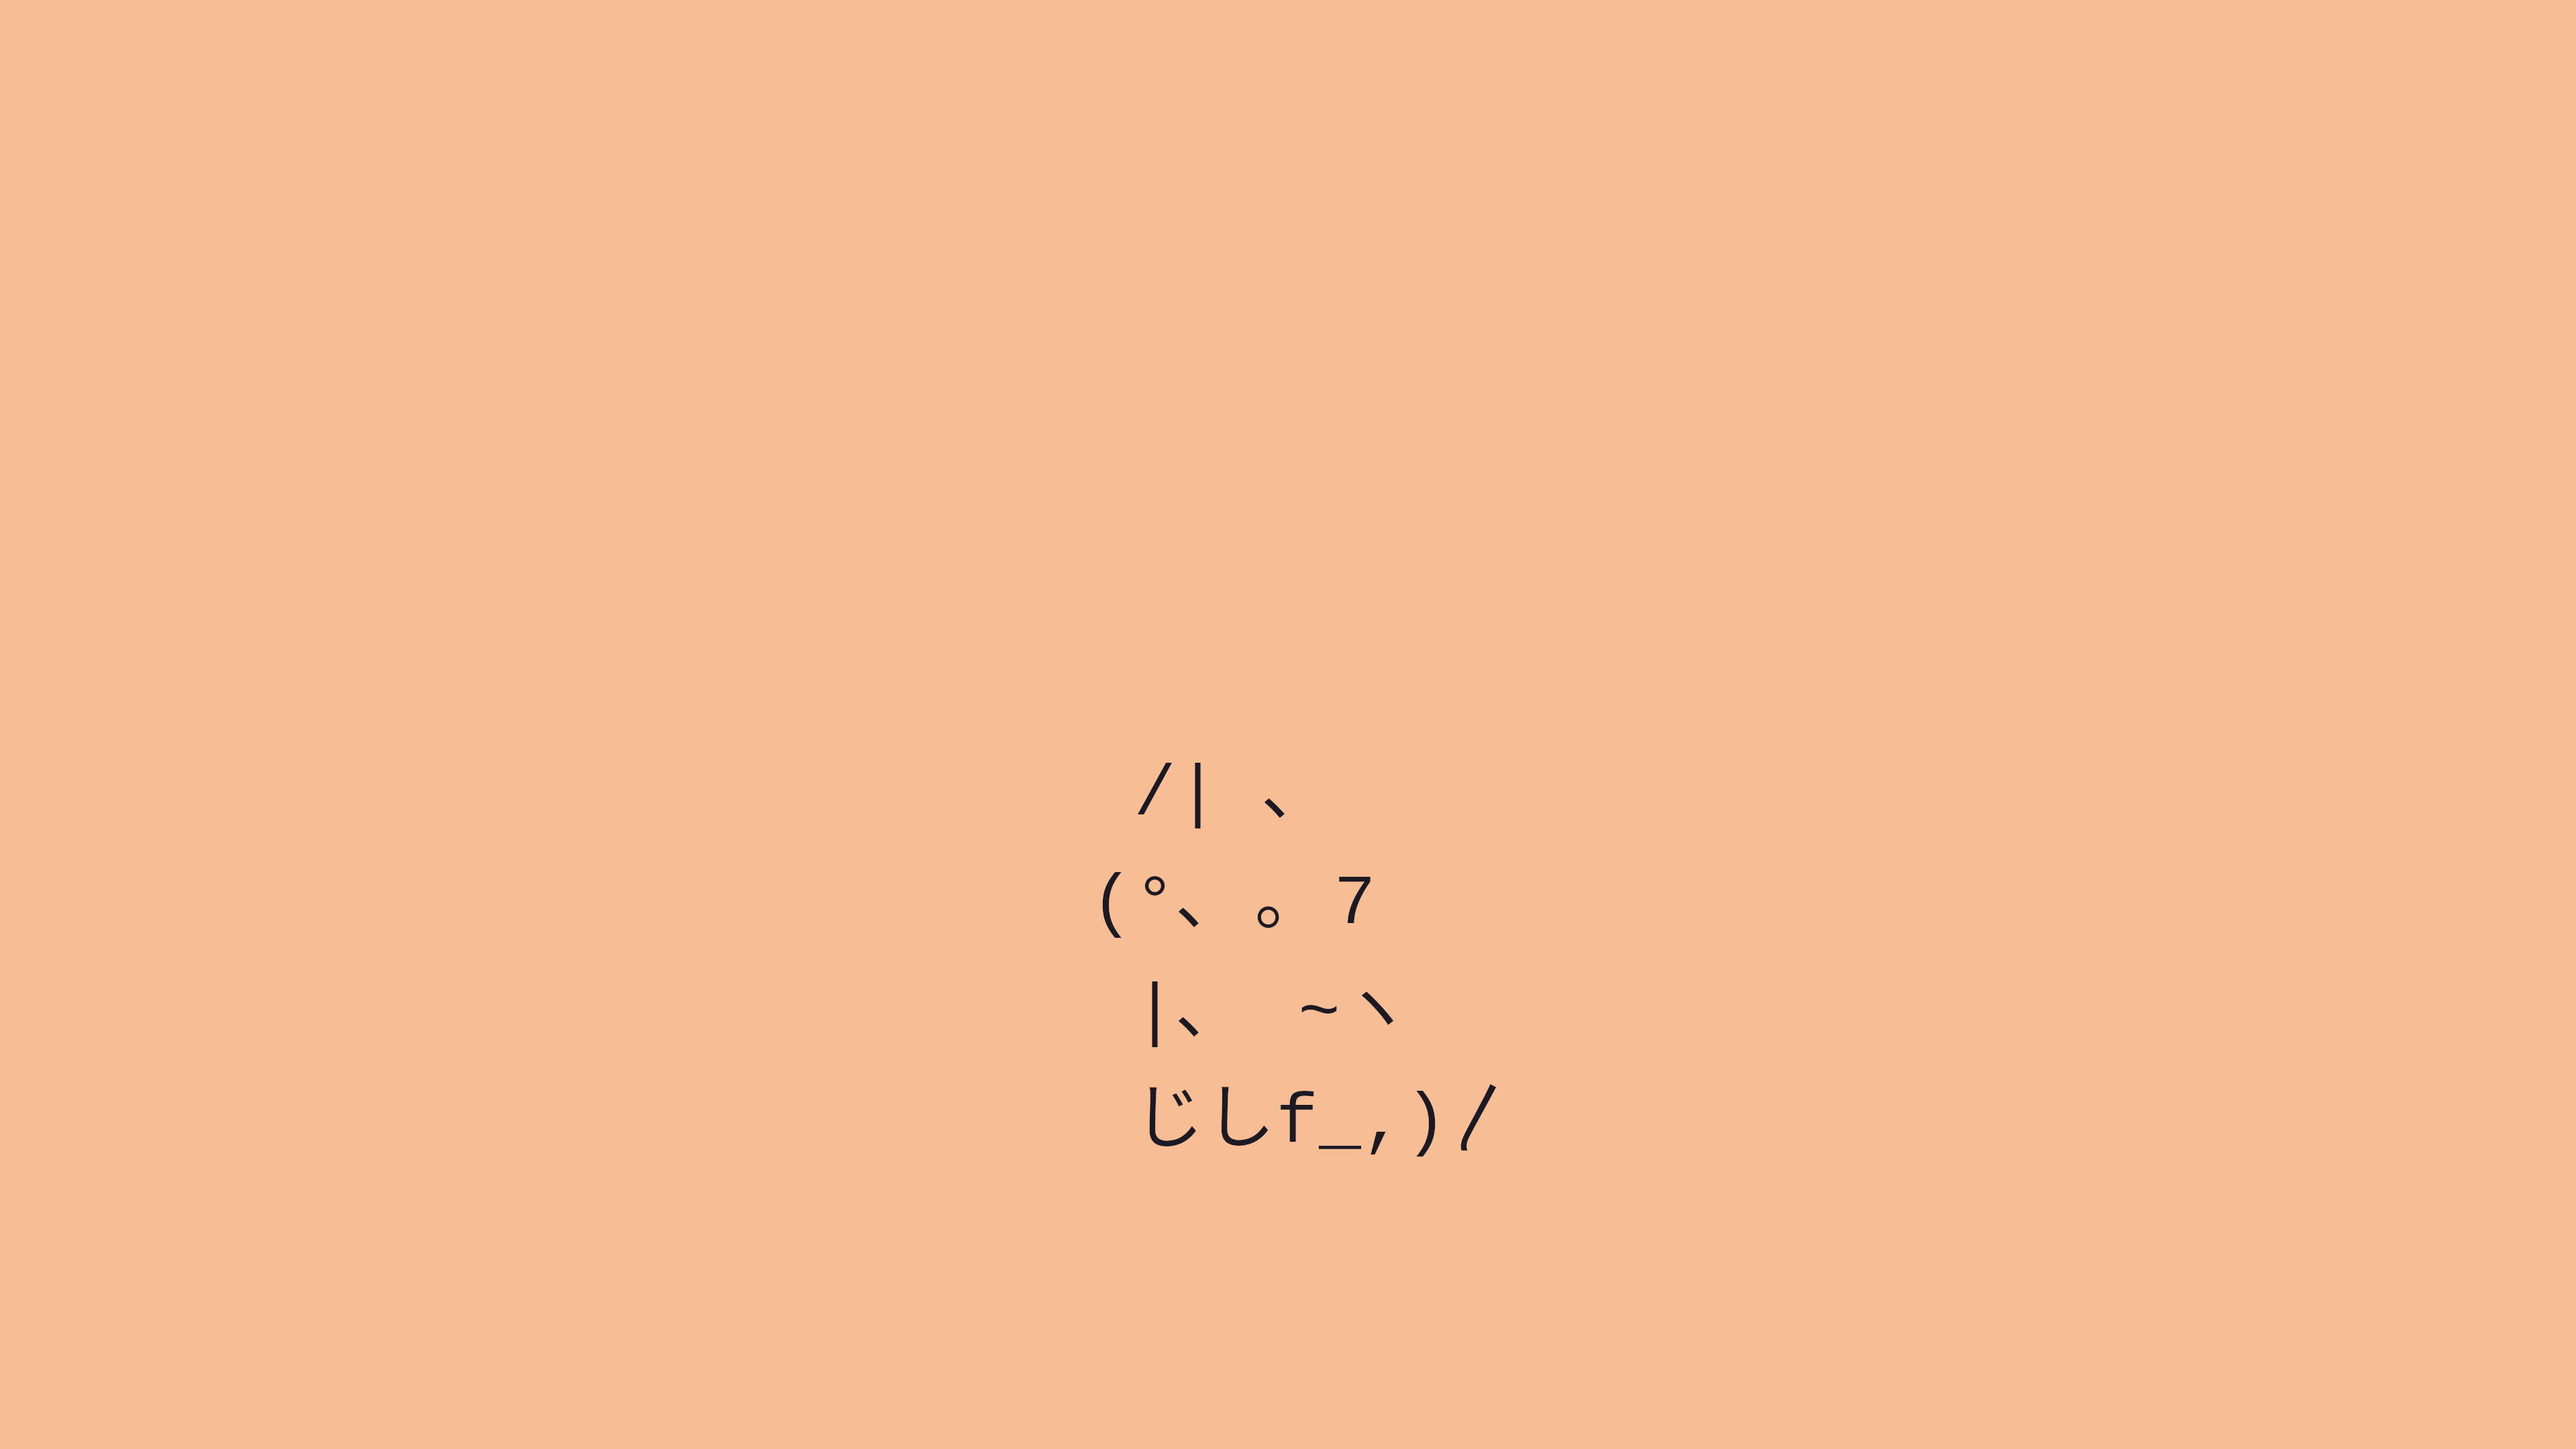 /| 、
(°、 。7
|、 ~ヽ
じしf_,)/